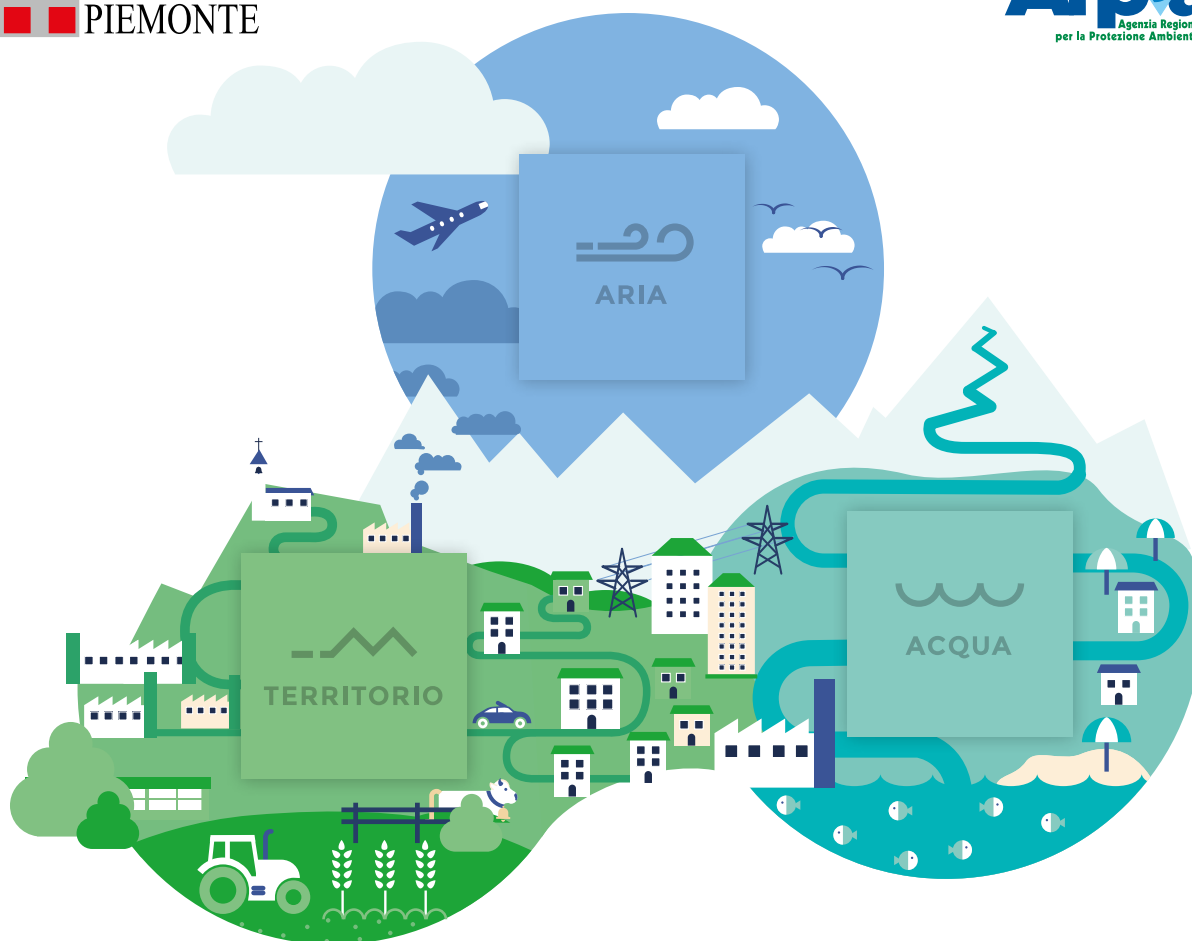 PIEMONTE
Agenzia Region
per la Protezione Ambient
ARIA
ACQUA
TERRITORIO